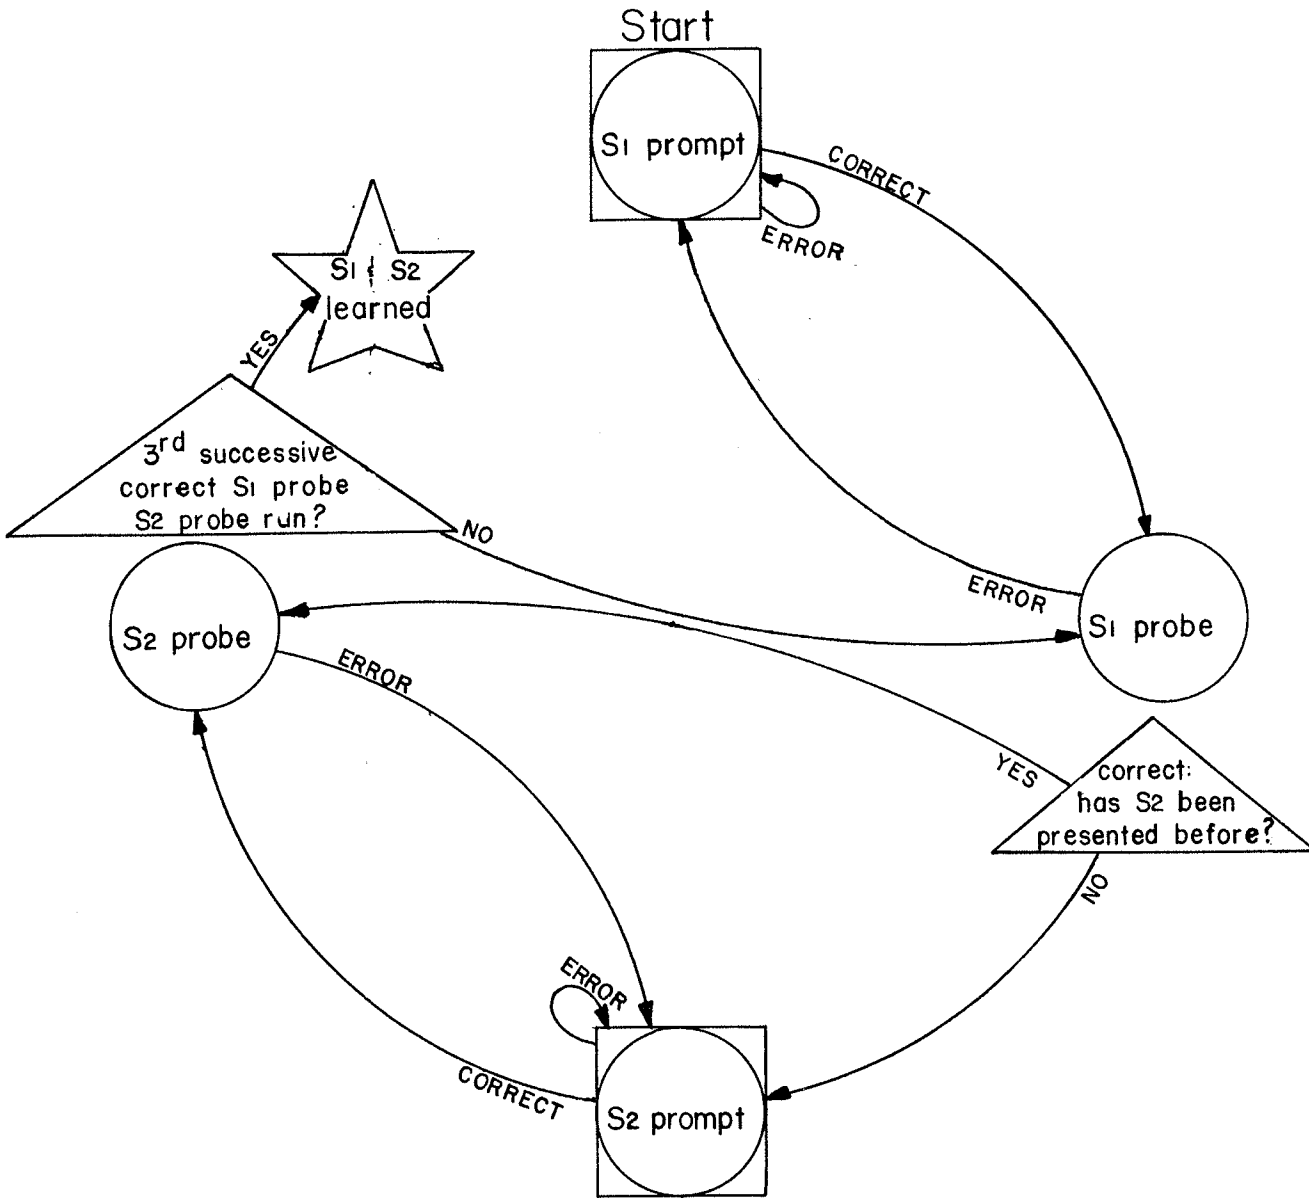 Start
S1 prompt
CORRECT
ERROR
S1 & S2
learned
YES
3rd successive
correct S1 probe
S2 probe run?
NO
ERROR
S1 probe
S2 probe
ERROR
YES
correct:
has S2 been
presented before?
NO
ERROR
CORRECT
S2 prompt